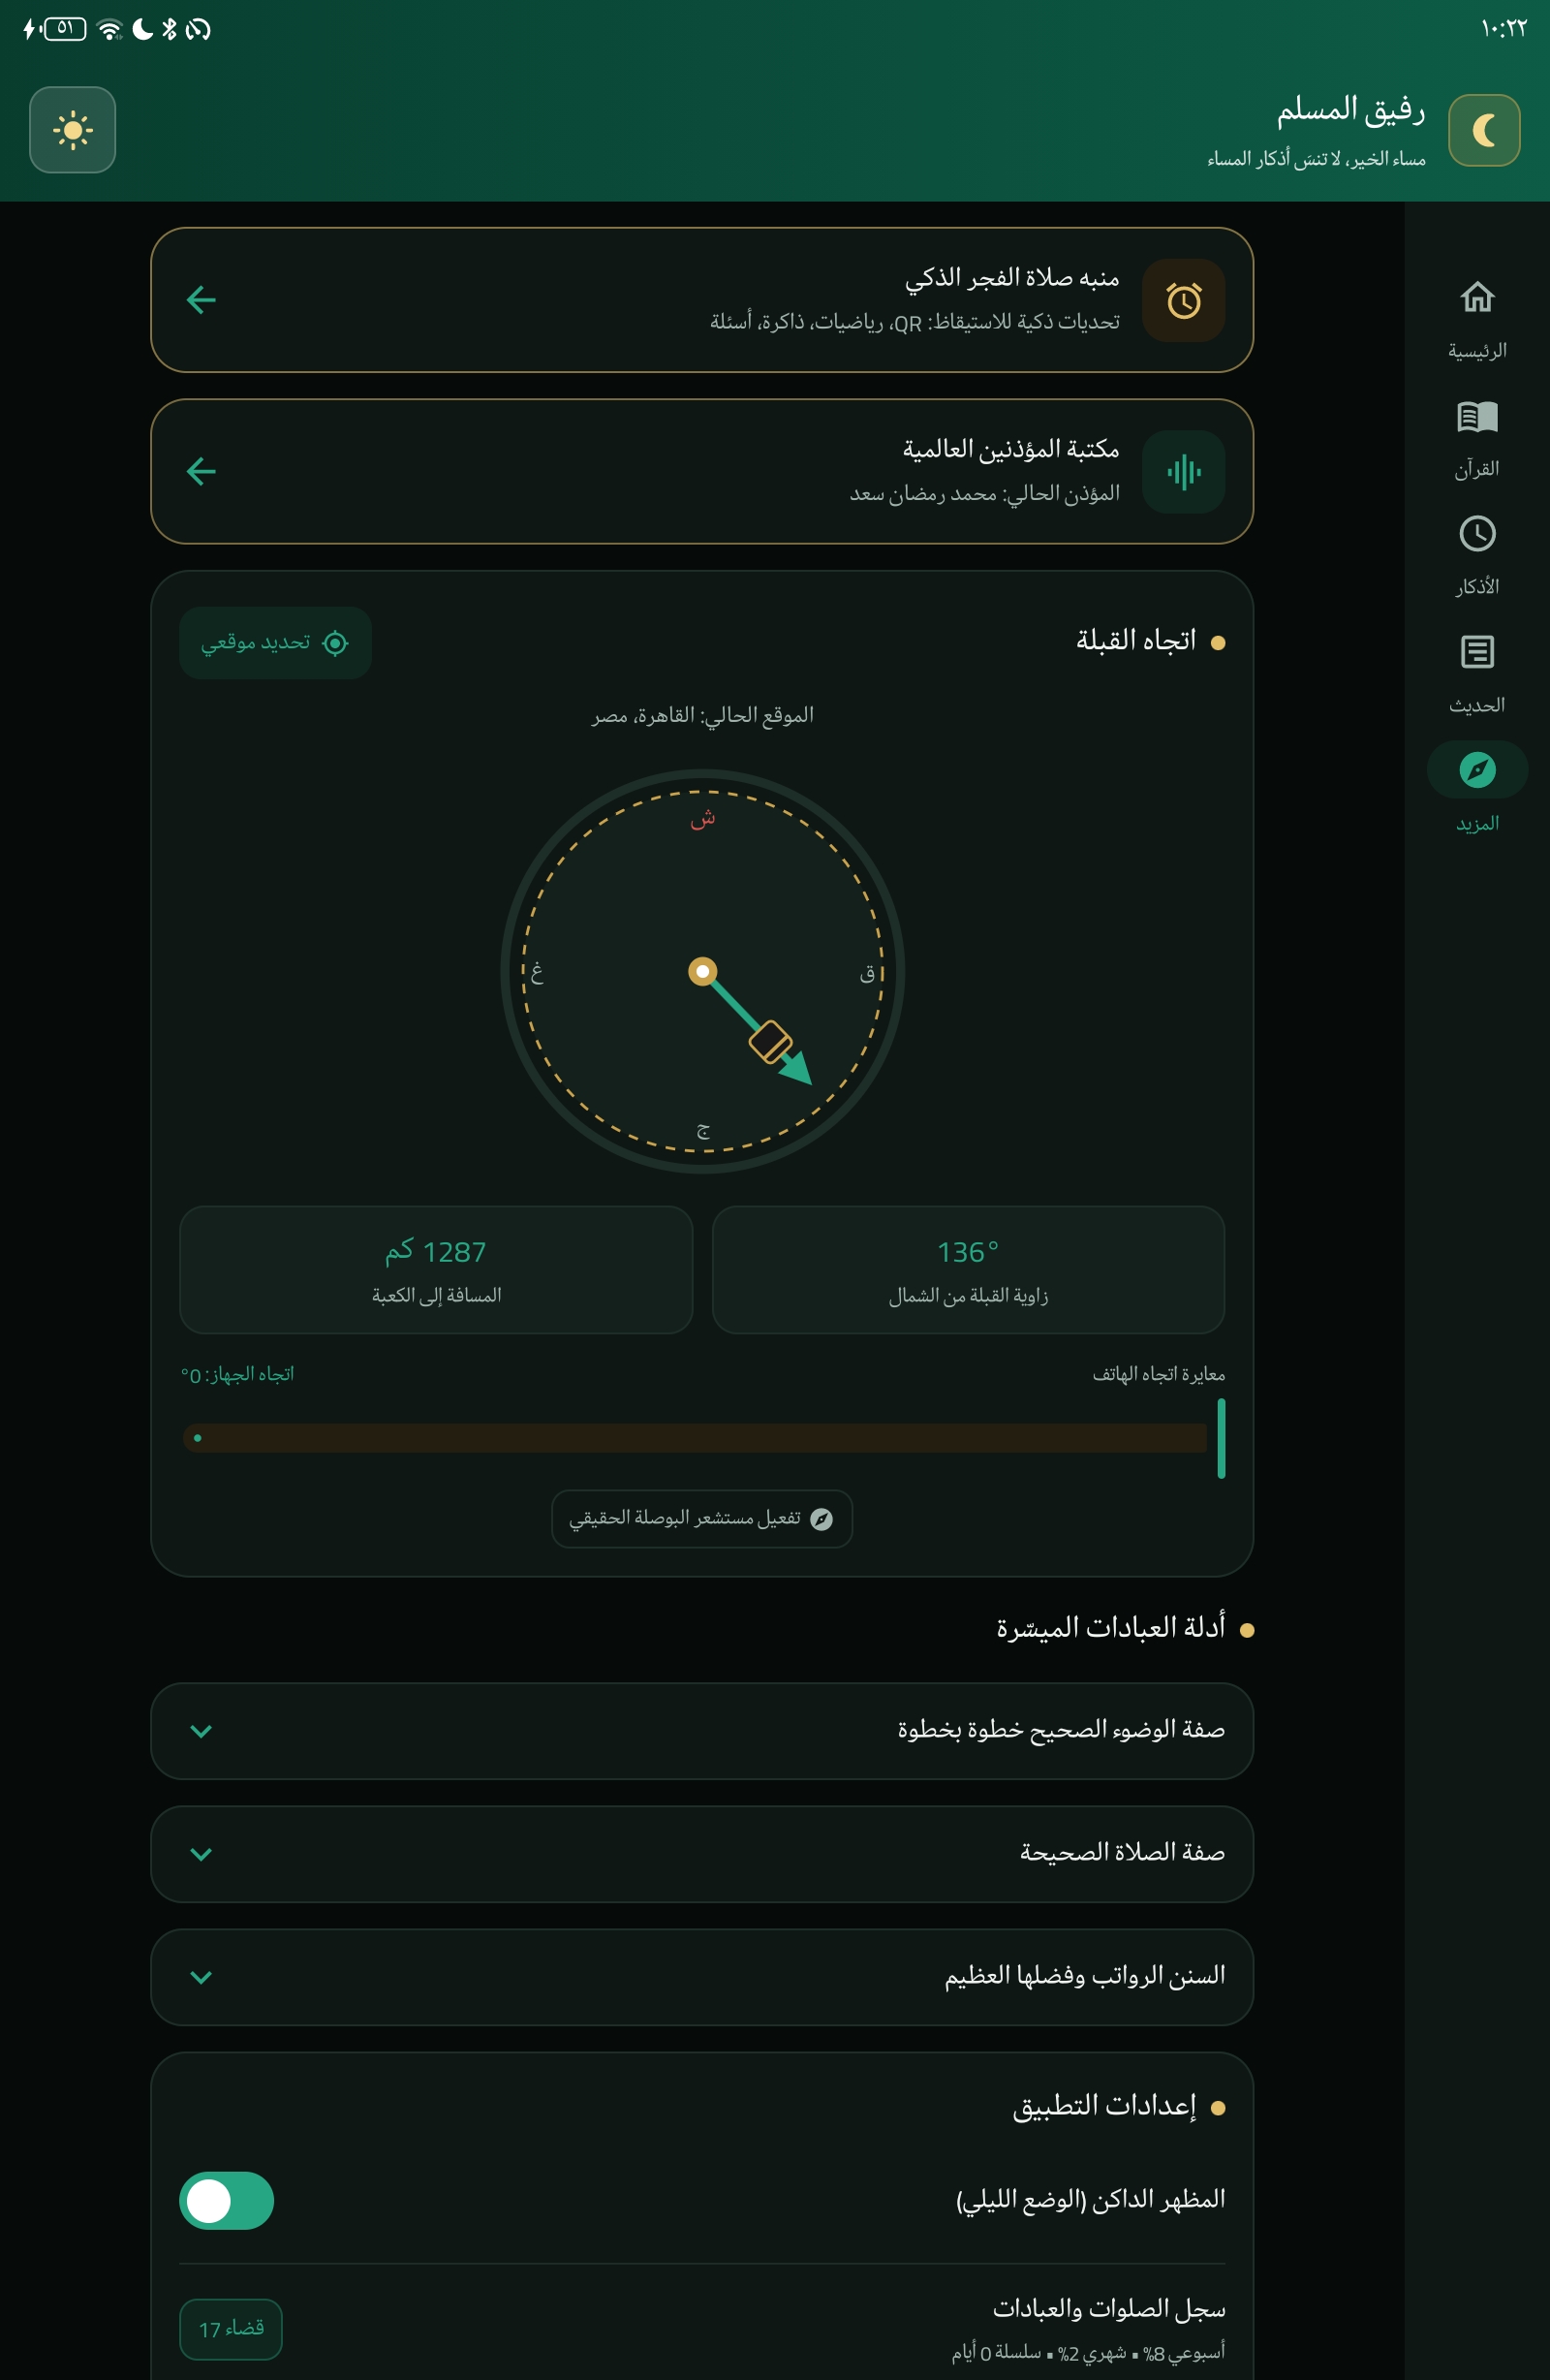 ١٠:٢٢
٥١
رفيق المسلم
مساء الخير، لا تنسَ أذكار المساء
الرئيسية
القرآن
الأذكار
الحديث
المزيد
منبه صلاة الفجر الذكي
تحديات ذكية للاستيقاظ: QR، رياضيات، ذاكرة، أسئلة
مكتبة المؤذنين العالمية
المؤذن الحالي: محمد رمضان سعد
اتجاه القبلة
تحديد موقعي
الموقع الحالي: القاهرة، مصر
ش
ق
غ
ج
136°
زاوية القبلة من الشمال
1287 كم
المسافة إلى الكعبة
معايرة اتجاه الهاتف
اتجاه الجهاز: 0°
تفعيل مستشعر البوصلة الحقيقي
أدلة العبادات الميسّرة
صفة الوضوء الصحيح خطوة بخطوة
صفة الصلاة الصحيحة
السنن الرواتب وفضلها العظيم
إعدادات التطبيق
المظهر الداكن (الوضع الليلي)
سجل الصلوات والعبادات
أسبوعي 8% • شهري 2% • سلسلة 0 أيام
قضاء 17